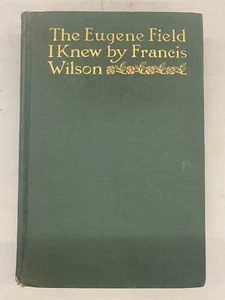 The Eugene Field
I Knew by Francis
Wilson